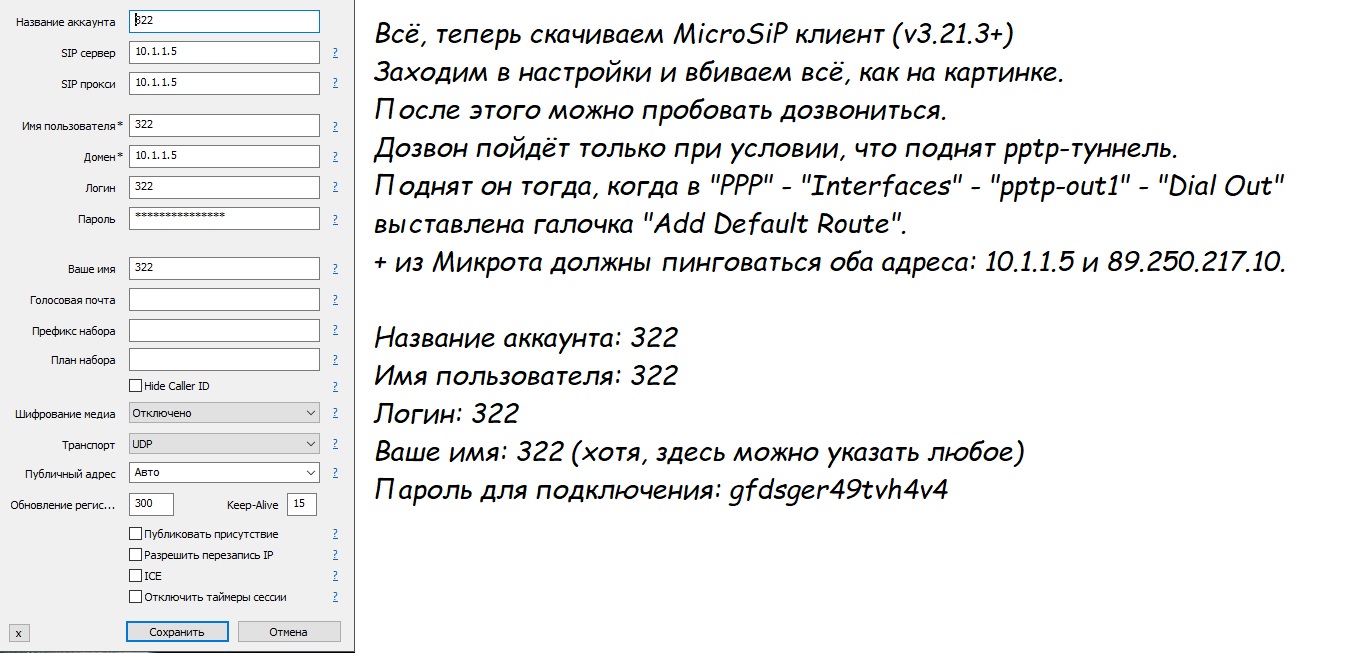 Название аккаунта 322
SIP сервер 10.1.1.5 ?
SIP прокси 10.1.1.5 ?
Имя пользователя* 322 ?
Домен* 10.1.1.5 ?
Логин 322 ?
Пароль *************** ?
Ваше имя 322 ?
Голосовая почта ?
Префикс набора ?
План набора ?
Hide Caller ID ?
Шифрование медиа Отключено ?
Транспорт UDP ?
Публичный адрес Авто ?
Обновление регис... 300 Keep-Alive 15
Публиковать присутствие ?
Разрешить перезапись IP ?
ICE ?
Отключить таймеры сессии ?
x Сохранить Отмена
Всё, теперь скачиваем MicroSiP клиент (v3.21.3+)
Заходим в настройки и вбиваем всё, как на картинке.
После этого можно пробовать дозвониться.
Дозвон пойдёт только при условии, что поднят pptp-туннель.
Поднят он тогда, когда в "PPP" - "Interfaces" - "pptp-out1" - "Dial Out"
выставлена галочка "Add Default Route".
+ из Микрота должны пинговаться оба адреса: 10.1.1.5 и 89.250.217.10.
Название аккаунта: 322
Имя пользователя: 322
Логин: 322
Ваше имя: 322 (хотя, здесь можно указать любое)
Пароль для подключения: gfdsger49tvh4v4